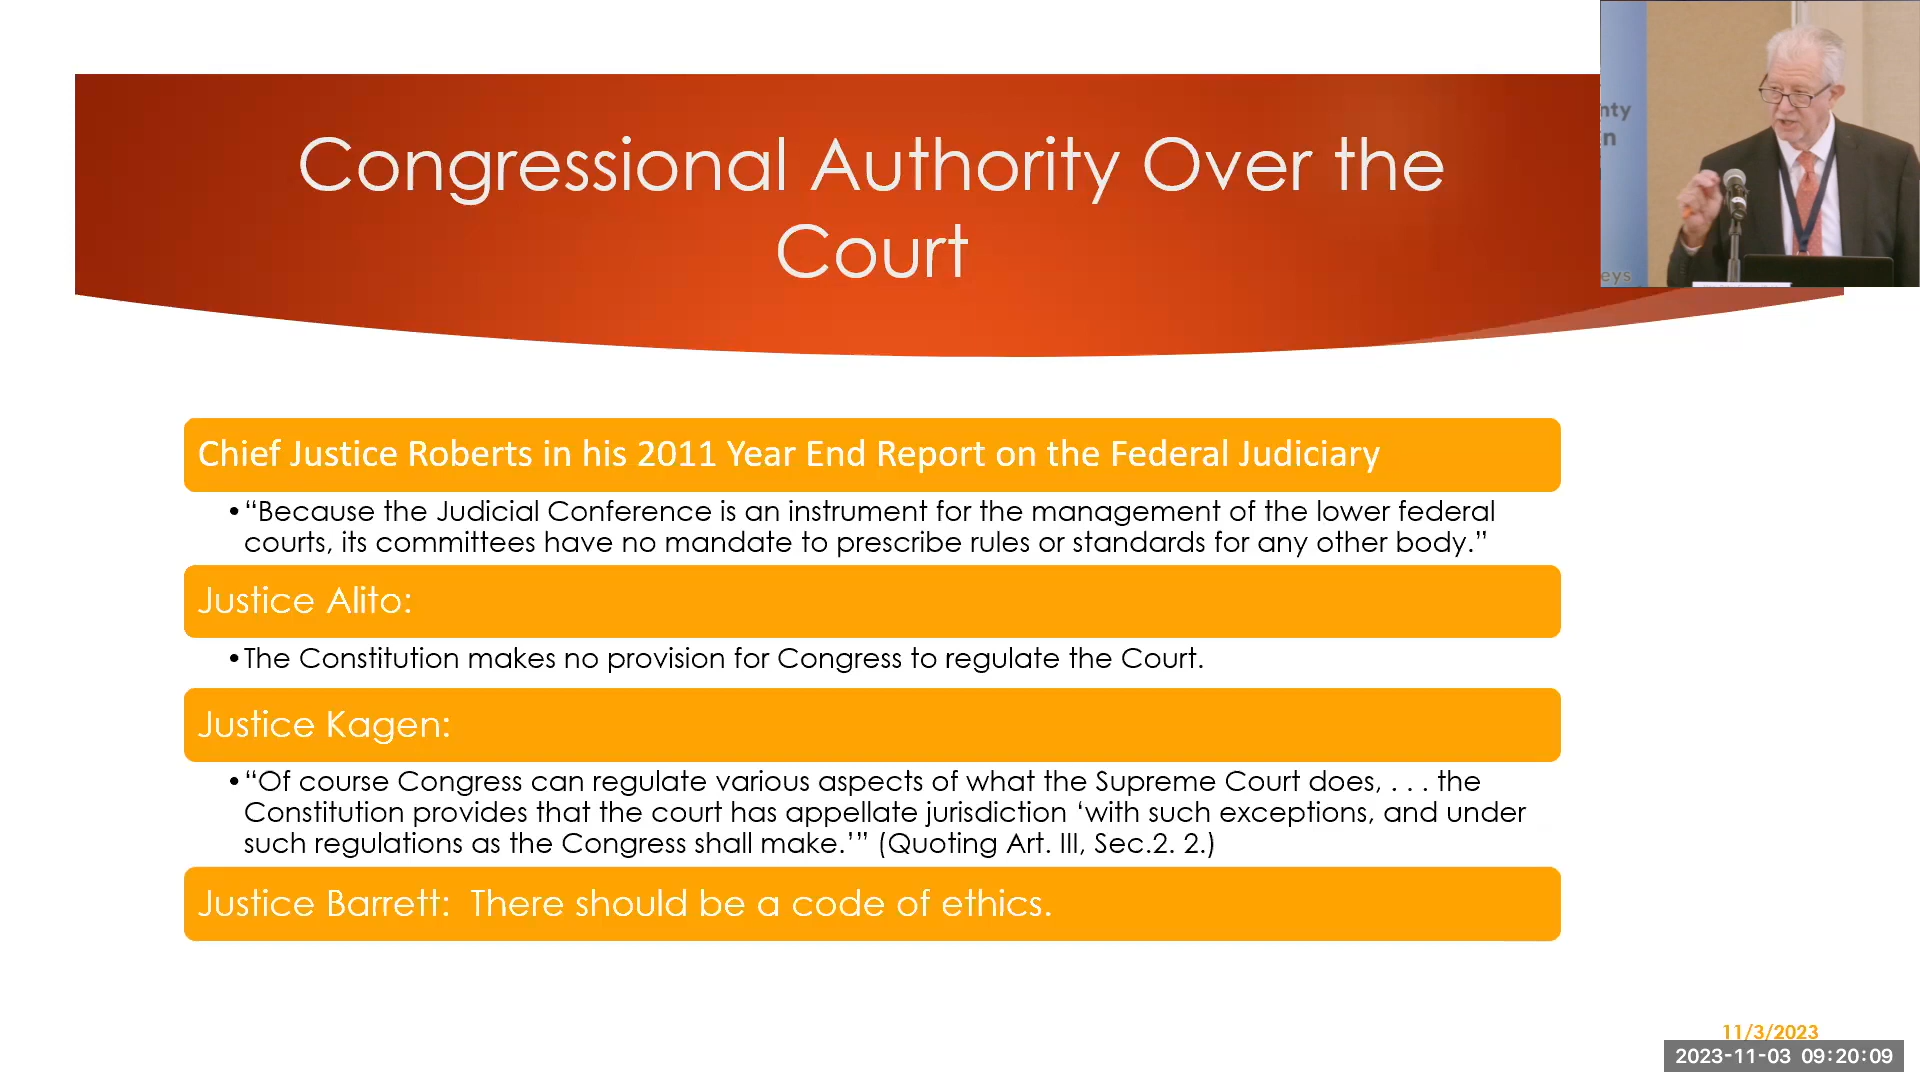 Congressional Authority Over the
Court
Chief Justice Roberts in his 2011 Year End Report on the Federal Judiciary
•“Because the Judicial Conference is an instrument for the management of the lower federal
courts, its committees have no mandate to prescribe rules or standards for any other body.”
Justice Alito:
•The Constitution makes no provision for Congress to regulate the Court.
Justice Kagen:
•“Of course Congress can regulate various aspects of what the Supreme Court does, . . . the
Constitution provides that the court has appellate jurisdiction ‘with such exceptions, and under
such regulations as the Congress shall make.’” (Quoting Art. III, Sec.2. 2.)
Justice Barrett:  There should be a code of ethics.
11/3/2023
2023-11-03 09:20:09